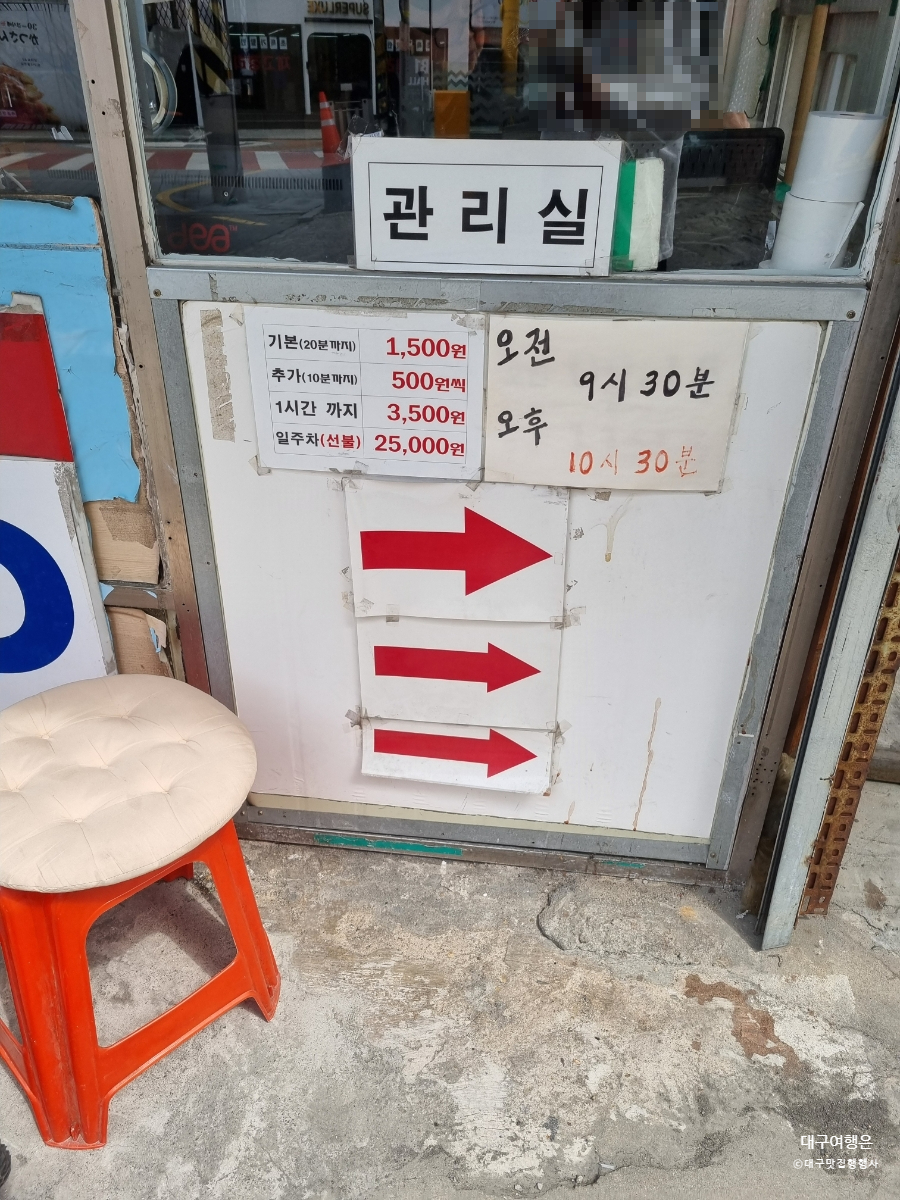 SUPERLUXE
관리실
기본(20분까지) 1,500원
추가(10분까지) 500원씩
1시간 까지 3,500원
일주차(선불) 25,000원
오전
9시 30분
오후
10시 30분
대구여행은
©대구맛집행행사